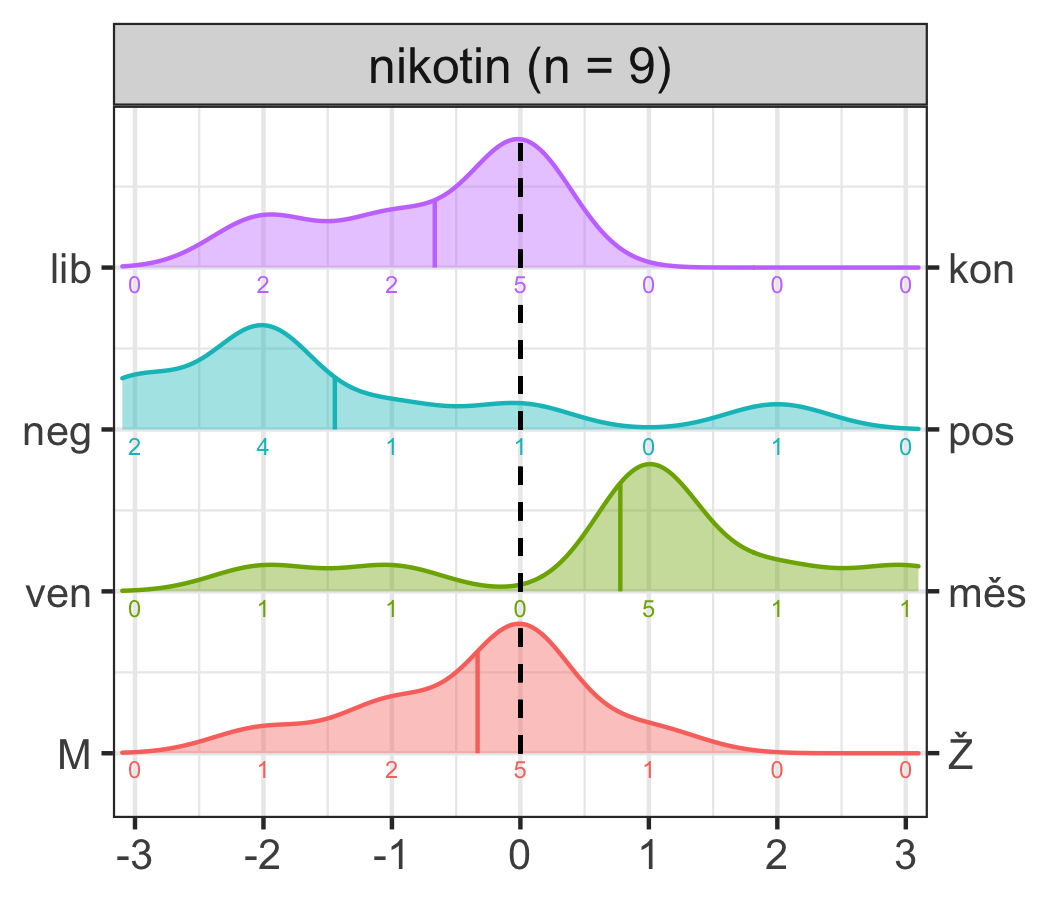 nikotin (n = 9)
lib kon
0 2 2 5 0 0 0
neg pos
2 4 1 1 0 1 0
ven měs
0 1 1 0 5 1 1
M Ž
0 1 2 5 1 0 0
-3 -2 -1 0 1 2 3